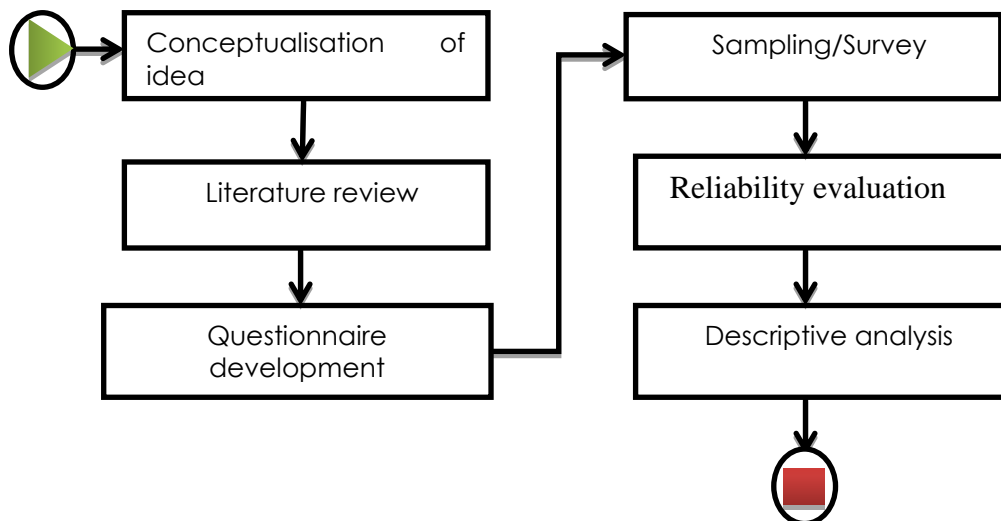 Conceptualisation of
idea
Literature review
Questionnaire
development
Sampling/Survey
Reliability evaluation
Descriptive analysis